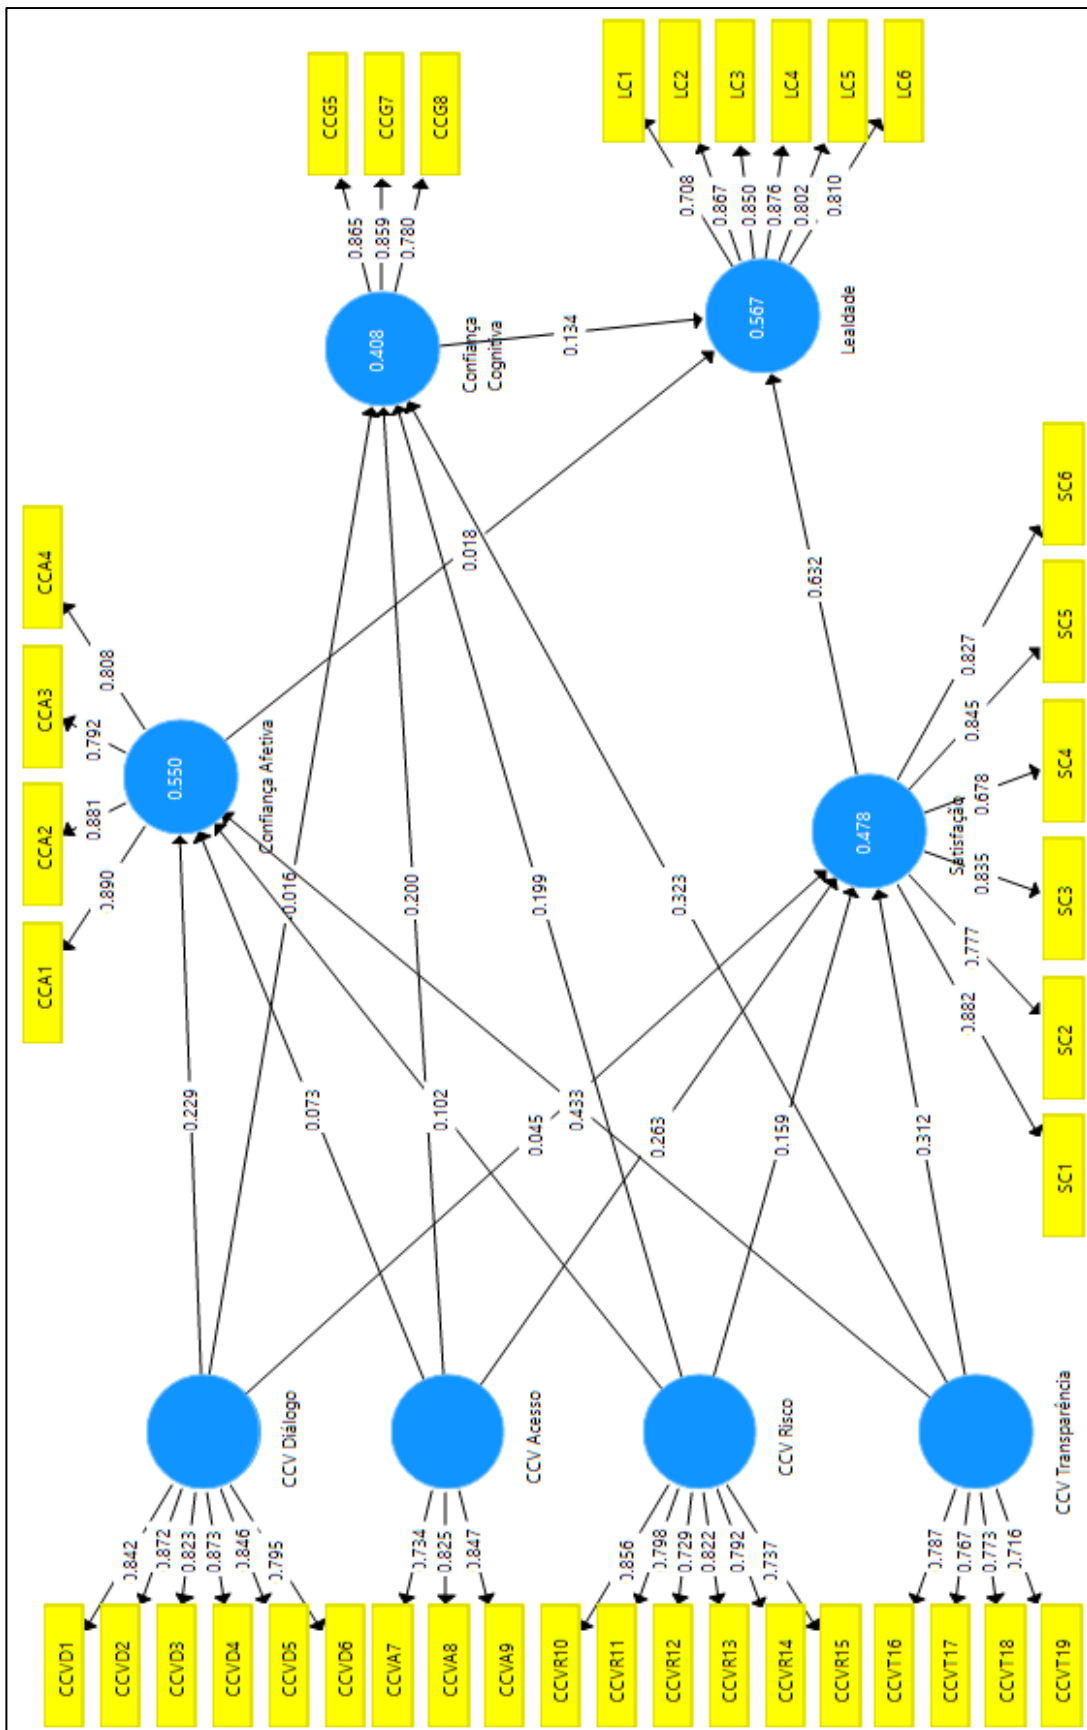 CCVD1
CCVD2
CCVD3
CCVD4
CCVD5
CCVD6
CCVA7
CCVA8
CCVA9
CCVR10
CCVR11
CCVR12
CCVR13
CCVR14
CCVR15
CCVT16
CCVT17
CCVT18
CCVT19
0.842
0.872
0.823
0.873
0.846
0.795
0.734
0.825
0.847
0.856
0.798
0.729
0.822
0.792
0.737
0.787
0.767
0.773
0.716
CCV Diálogo
CCV Acesso
CCV Risco
CCV Transparência
0.229
0.016
0.045
0.073
0.200
0.263
0.102
0.199
0.159
0.433
0.323
0.312
CCA1
CCA2
CCA3
CCA4
0.890
0.881
0.792
0.808
0.550
Confiança Afetiva
0.478
Satisfação
0.882
0.777
0.835
0.678
0.845
0.827
SC1
SC2
SC3
SC4
SC5
SC6
0.018
0.632
0.134
0.408
Confiança
Cognitiva
0.865
0.859
0.780
CCG5
CCG7
CCG8
0.567
Lealdade
0.708
0.867
0.850
0.876
0.802
0.810
LC1
LC2
LC3
LC4
LC5
LC6